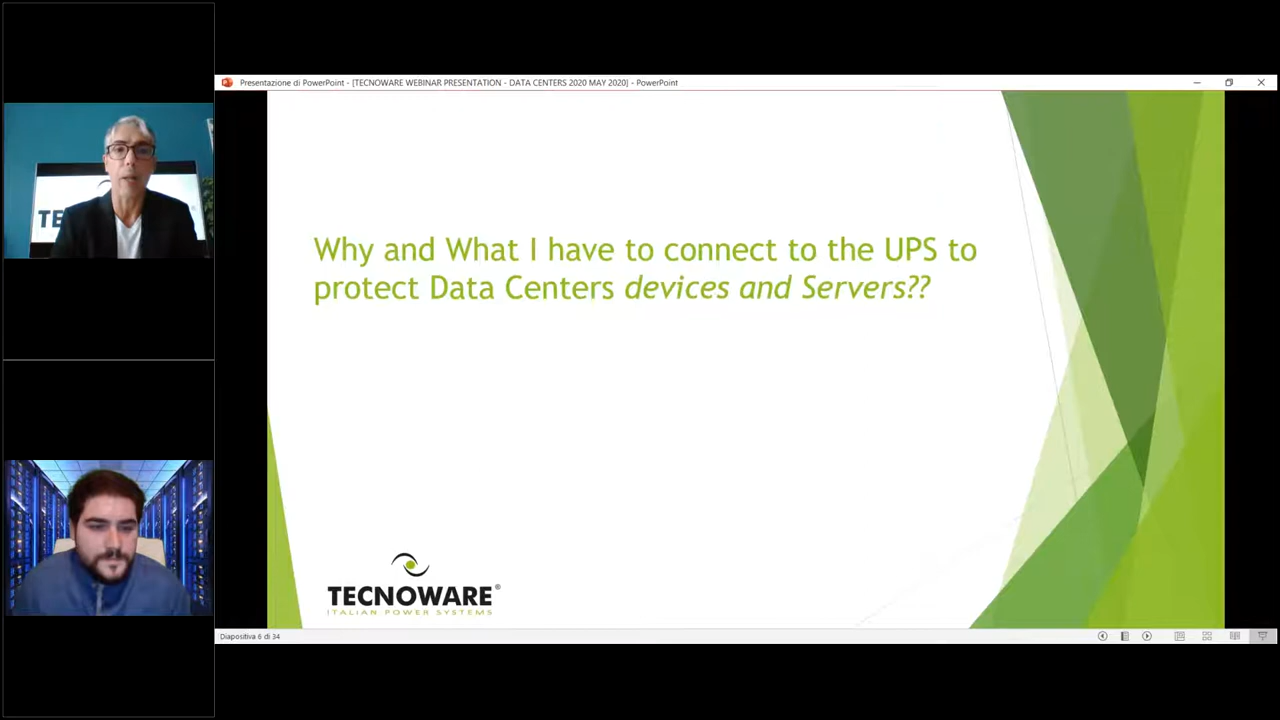 Presentazione di PowerPoint - [TECNOWARE WEBINAR PRESENTATION - DATA CENTERS 2020 MAY 2020] - PowerPoint
TE
Why and What I have to connect to the UPS to
protect Data Centers devices and Servers??
TECNOWARE®
ITALIAN POWER SYSTEMS
Diapositiva 6 di 34